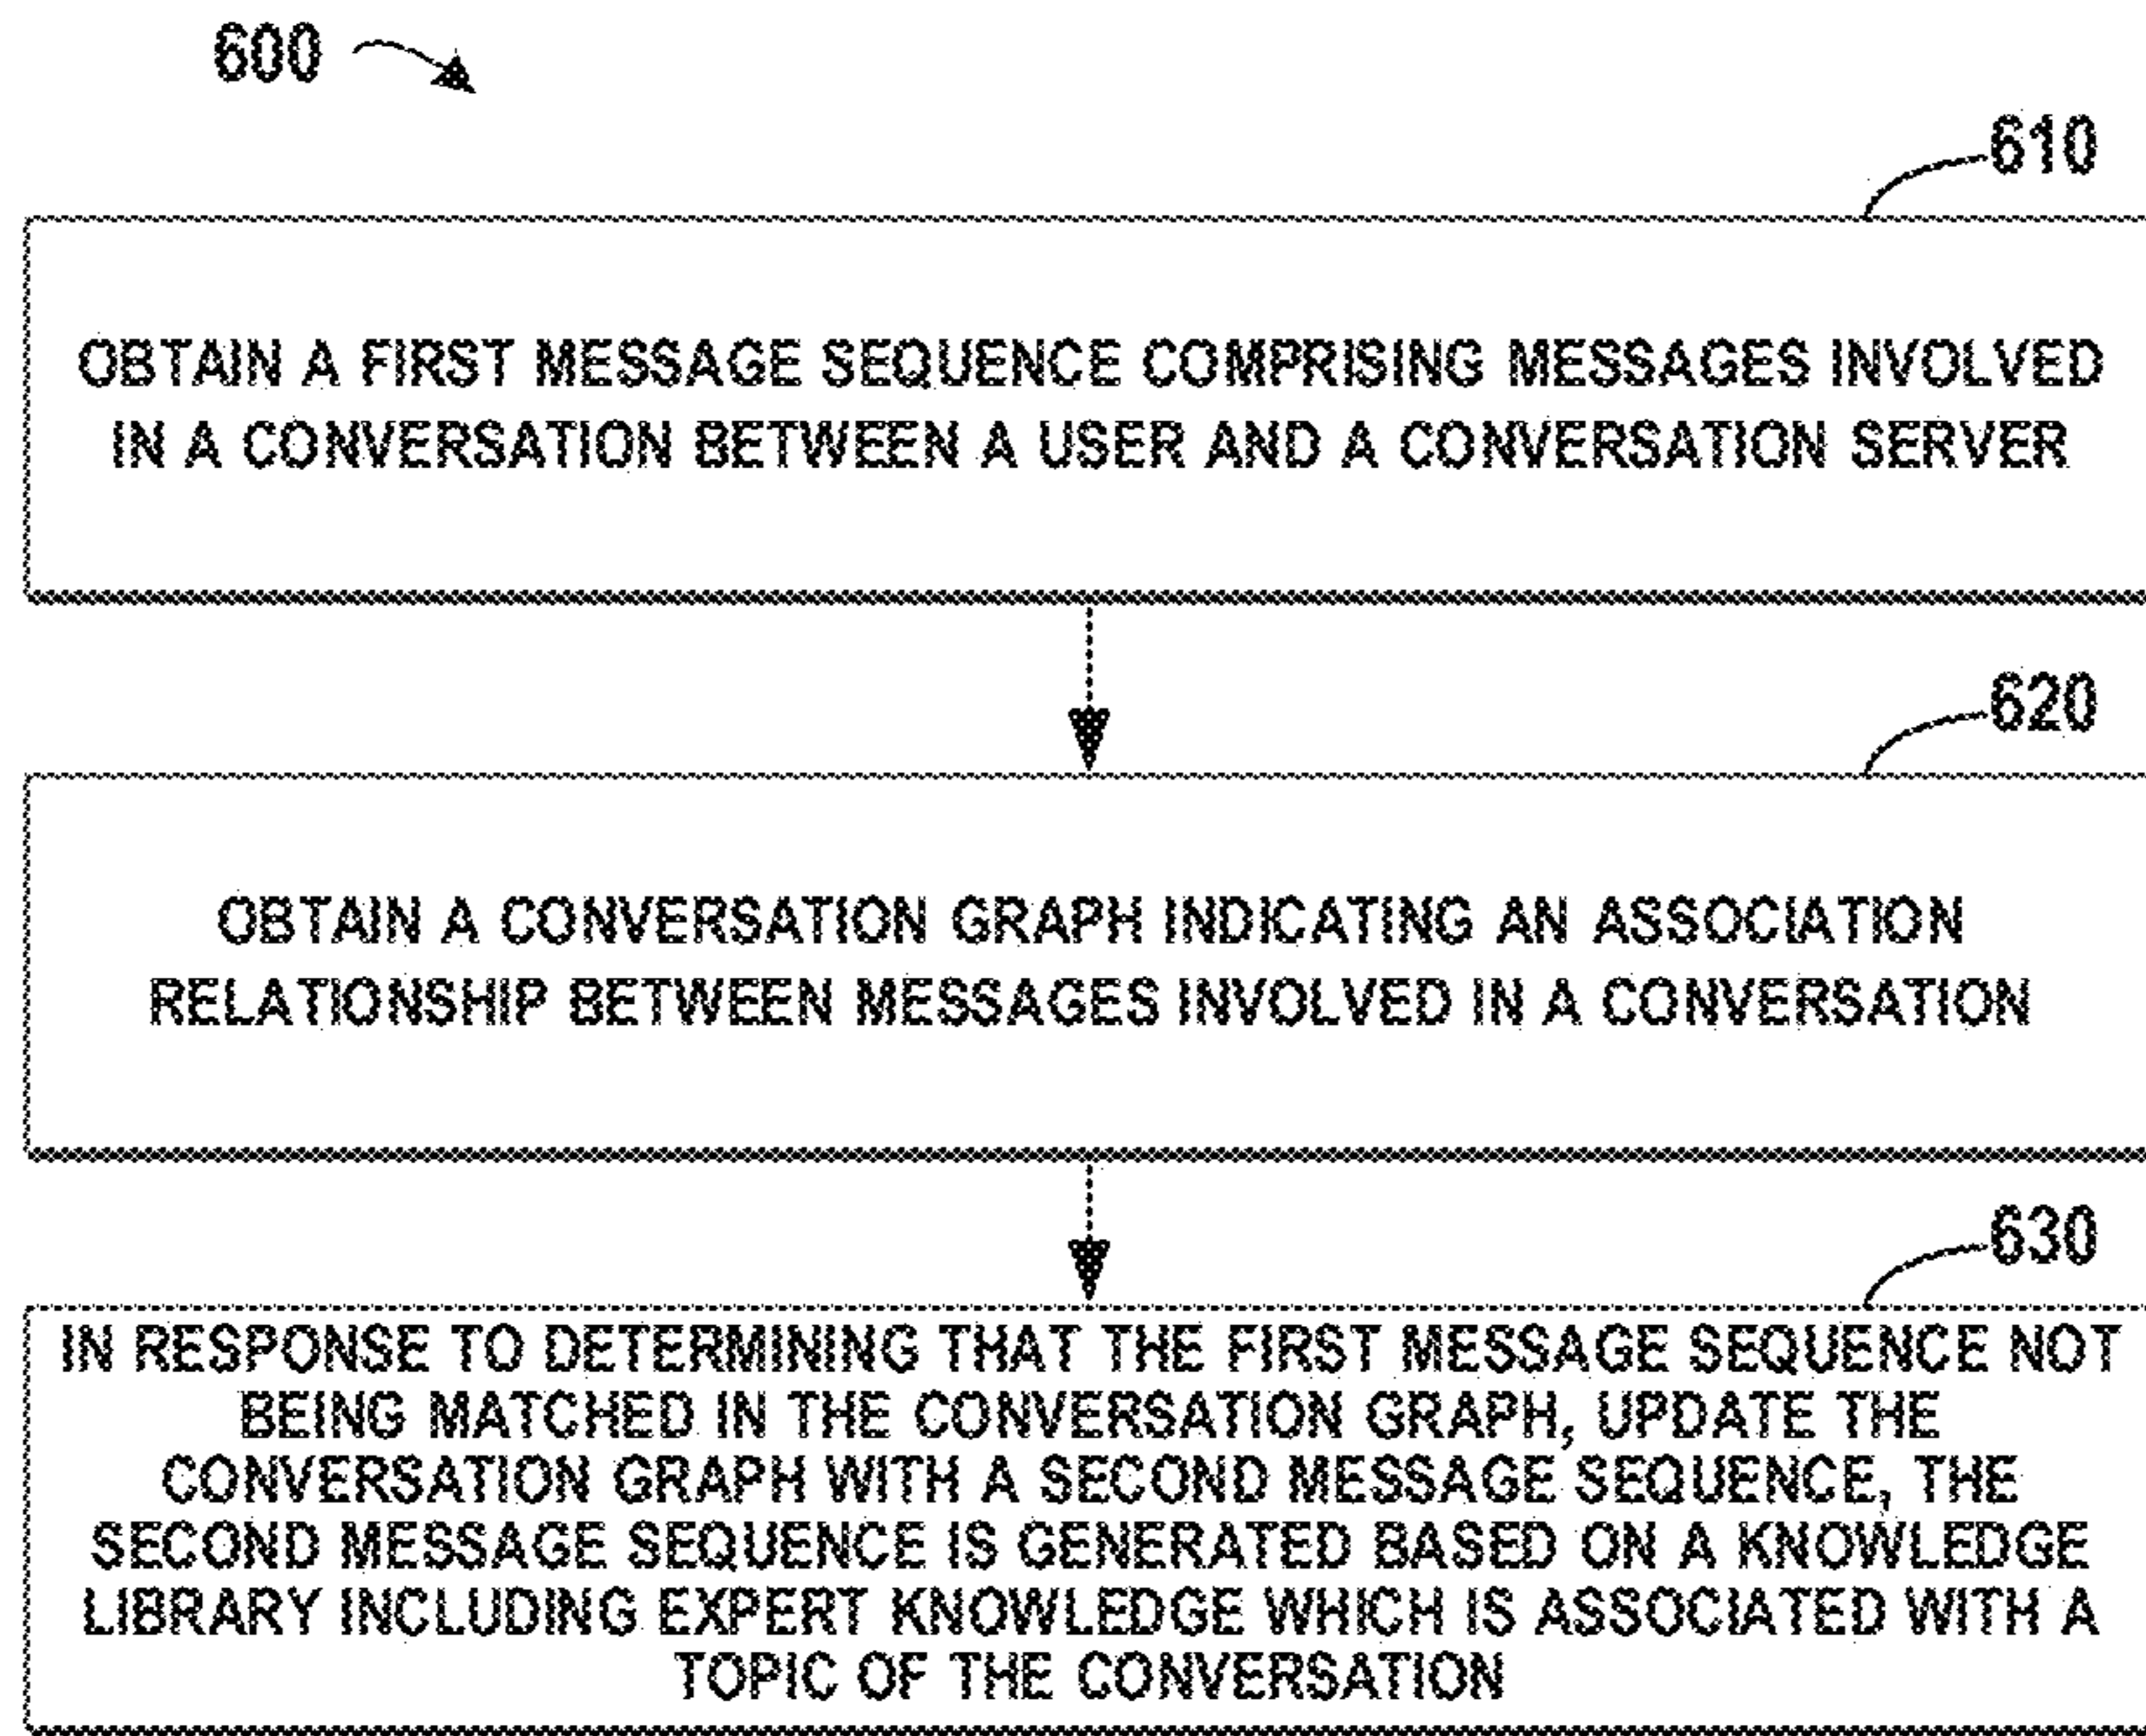 600
610
OBTAIN A FIRST MESSAGE SEQUENCE COMPRISING MESSAGES INVOLVED
IN A CONVERSATION BETWEEN A USER AND A CONVERSATION SERVER
620
OBTAIN A CONVERSATION GRAPH INDICATING AN ASSOCIATION
RELATIONSHIP BETWEEN MESSAGES INVOLVED IN A CONVERSATION
630
IN RESPONSE TO DETERMINING THAT THE FIRST MESSAGE SEQUENCE NOT
BEING MATCHED IN THE CONVERSATION GRAPH, UPDATE THE
CONVERSATION GRAPH WITH A SECOND MESSAGE SEQUENCE, THE
SECOND MESSAGE SEQUENCE IS GENERATED BASED ON A KNOWLEDGE
LIBRARY INCLUDING EXPERT KNOWLEDGE WHICH IS ASSOCIATED WITH A
TOPIC OF THE CONVERSATION